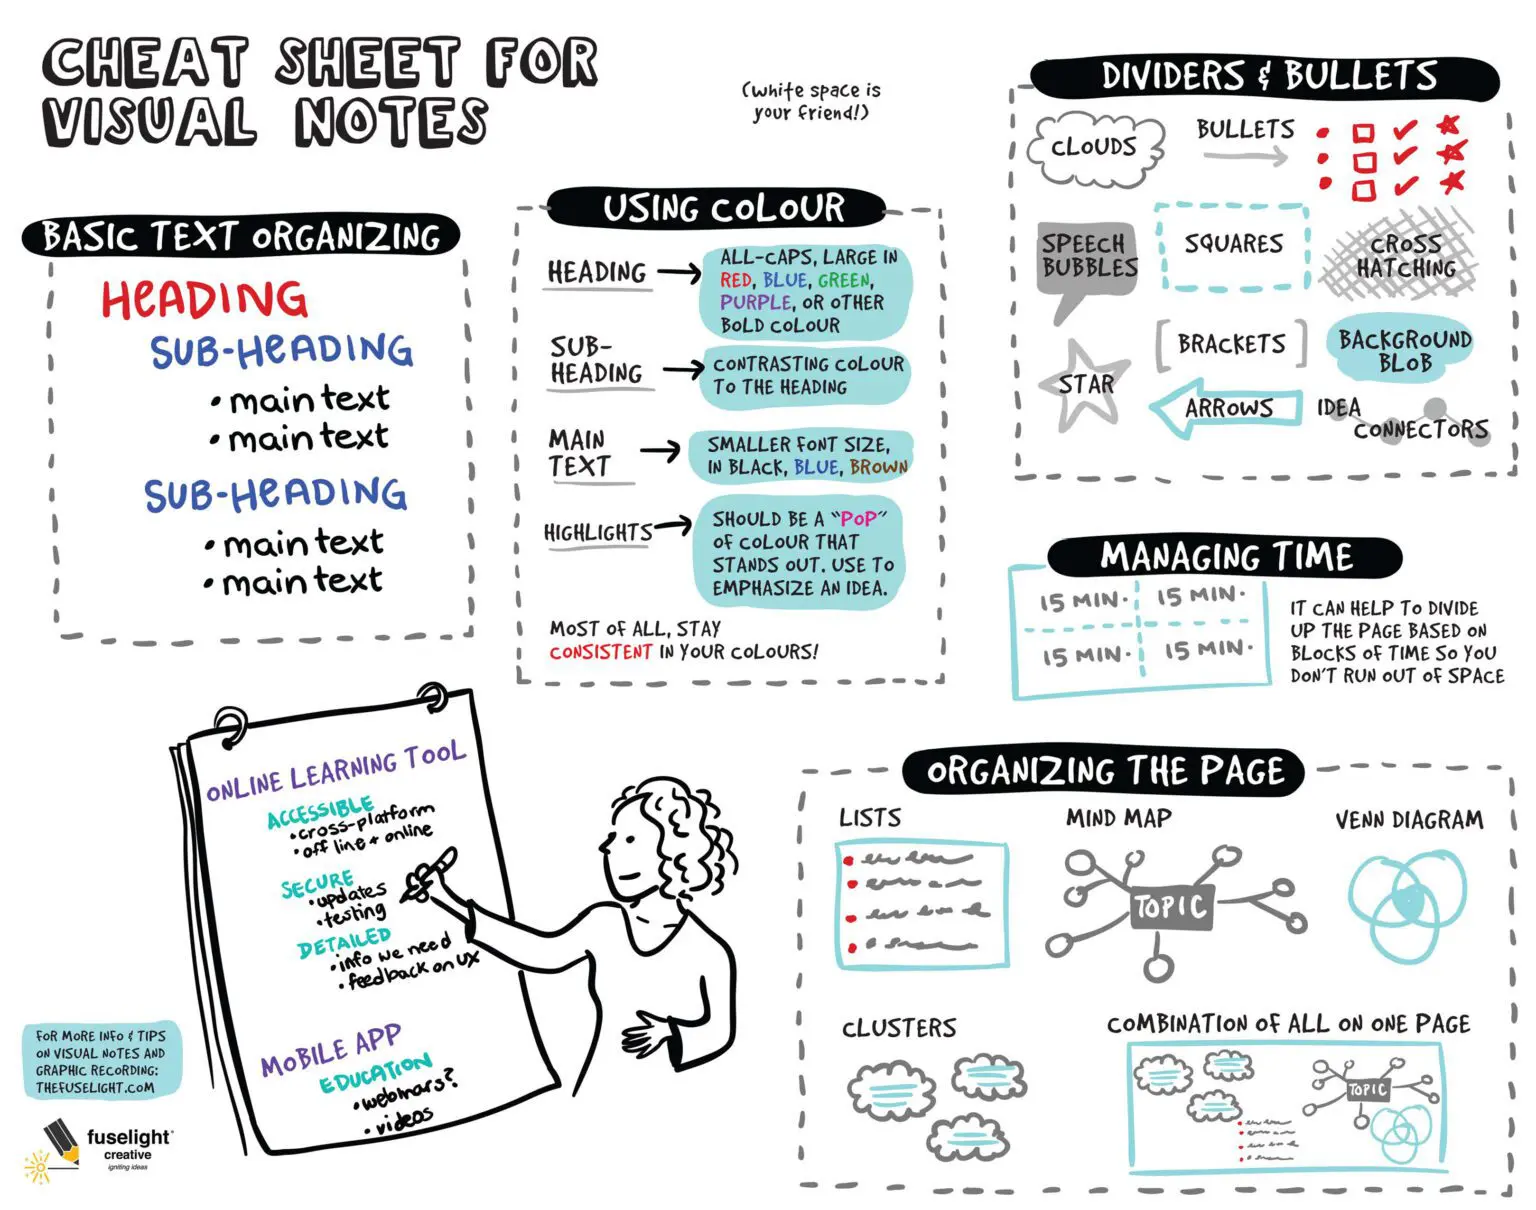 CHEAT SHEET FOR
VISUAL NOTES
(white space is
your friend!)
BASIC TEXT ORGANIZING
HEADING
SUB-HEADING
• main text
• main text
SUB-HEADING
• main text
• main text
USING COLOUR
HEADING
ALL-CAPS, LARGE IN
RED, BLUE, GREEN,
PURPLE, OR OTHER
BOLD COLOUR
SUB-
HEADING
CONTRASTING COLOUR
TO THE HEADING
MAIN
TEXT
SMALLER FONT SIZE,
IN BLACK, BLUE, BROWN
HIGHLIGHTS
SHOULD BE A "POP"
OF COLOUR THAT
STANDS OUT. USE TO
EMPHASIZE AN IDEA.
MOST OF ALL, STAY
CONSISTENT IN YOUR COLOURS!
DIVIDERS & BULLETS
CLOUDS
BULLETS
SPEECH
BUBBLES
SQUARES
CROSS
HATCHING
STAR
[BRACKETS]
BACKGROUND
BLOB
ARROWS
IDEA
CONNECTORS
MANAGING TIME
15 MIN.
15 MIN.
15 MIN.
15 MIN.
IT CAN HELP TO DIVIDE
UP THE PAGE BASED ON
BLOCKS OF TIME SO YOU
DON'T RUN OUT OF SPACE
ONLINE LEARNING TOOL
ACCESSIBLE
• cross-platform
• off line + online
SECURE
• updates
• testing
DETAILED
• info we need
• feedback on UX
MOBILE APP
EDUCATION
• webinars?
• videos
ORGANIZING THE PAGE
LISTS
MIND MAP
TOPIC
VENN DIAGRAM
CLUSTERS
COMBINATION OF ALL ON ONE PAGE
TOPIC
FOR MORE INFO & TIPS
ON VISUAL NOTES AND
GRAPHIC RECORDING:
THEFUSELIGHT.COM
fuselight®
creative
igniting ideas